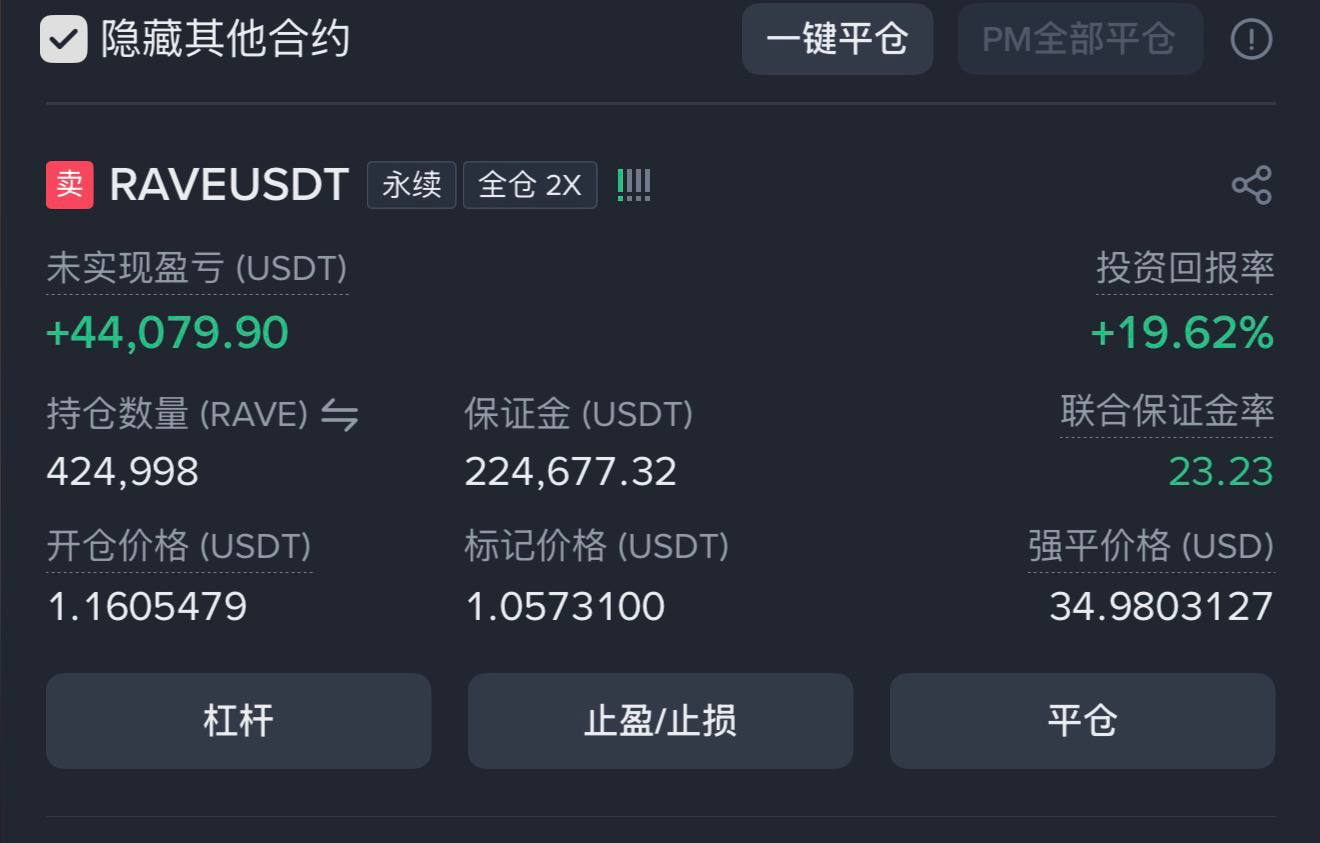 隐藏其他合约 一键平仓 PM全部平仓
卖 RAVEUSDT 永续 全仓 2X
未实现盈亏 (USDT) 投资回报率
+44,079.90 +19.62%
持仓数量 (RAVE) 保证金 (USDT) 联合保证金率
424,998 224,677.32 23.23
开仓价格 (USDT) 标记价格 (USDT) 强平价格 (USD)
1.1605479 1.0573100 34.9803127
杠杆 止盈/止损 平仓